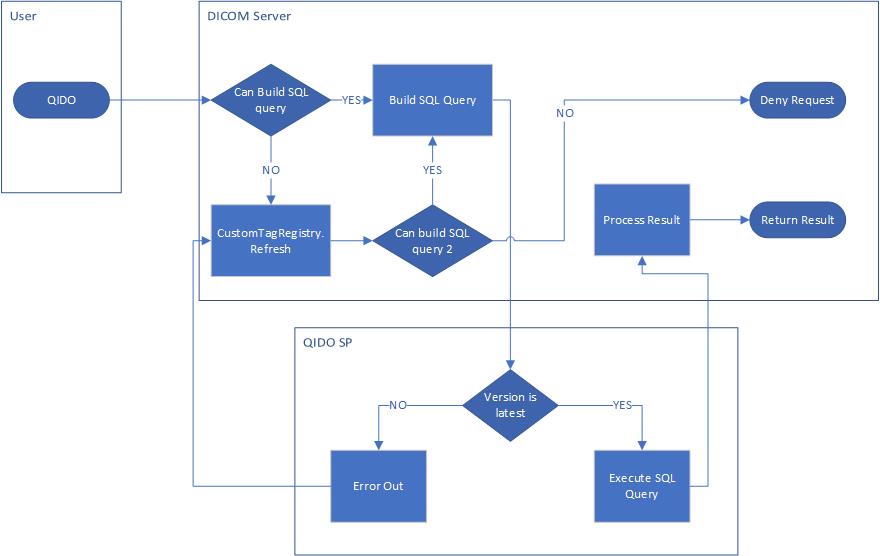 User
DICOM Server
QIDO
Can Build SQL
query
YES
Build SQL Query
NO
Deny Request
NO
YES
CustomTagRegistry.
Refresh
Can build SQL
query 2
Process Result
Return Result
QIDO SP
Version is
latest
NO
YES
Error Out
Execute SQL
Query